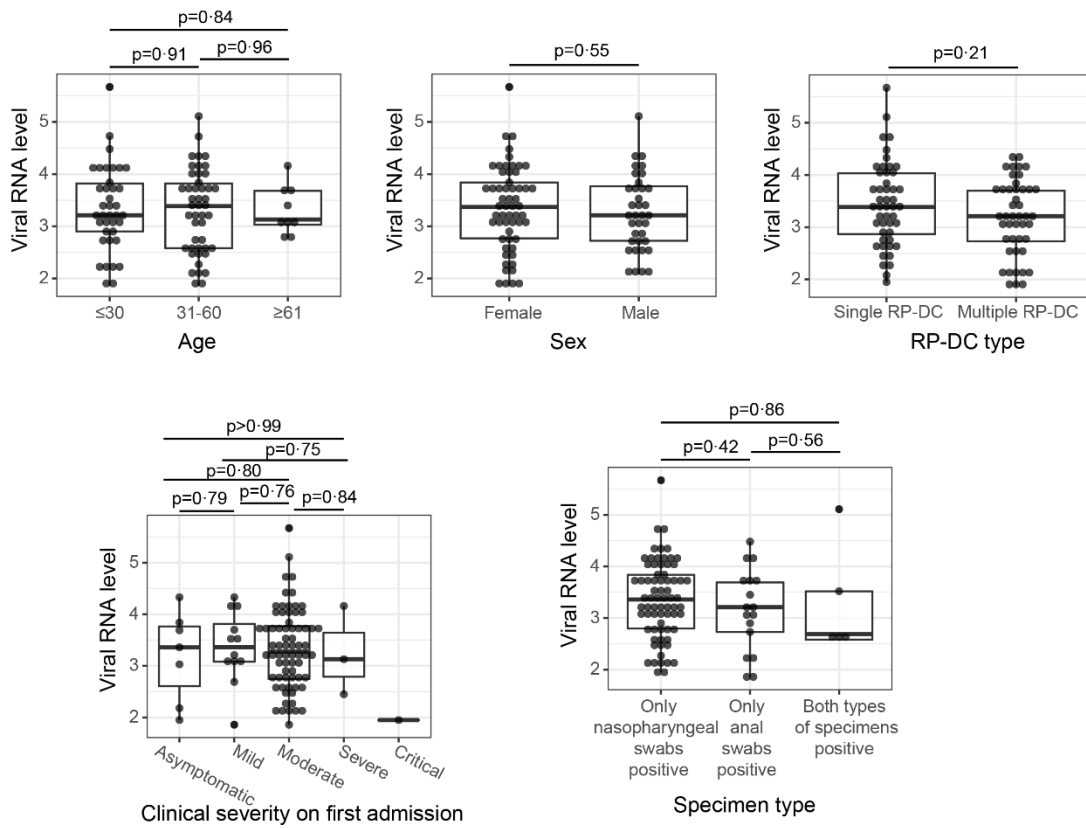 p=0·84
p=0·91
p=0·96
Viral RNA level
5
4
3
2
≤30
31-60
≥61
Age
p=0·55
Viral RNA level
5
4
3
2
Female
Male
Sex
p=0·21
Viral RNA level
5
4
3
2
Single RP-DC
Multiple RP-DC
RP-DC type
p>0·99
p=0·75
p=0·80
p=0·79
p=0·76
p=0·84
Viral RNA level
5
4
3
2
Asymptomatic
Mild
Moderate
Severe
Critical
Clinical severity on first admission
p=0·86
p=0·42
p=0·56
Viral RNA level
5
4
3
2
Only
nasopharyngeal
swabs
positive
Only
anal
swabs
positive
Both types
of specimens
positive
Specimen type